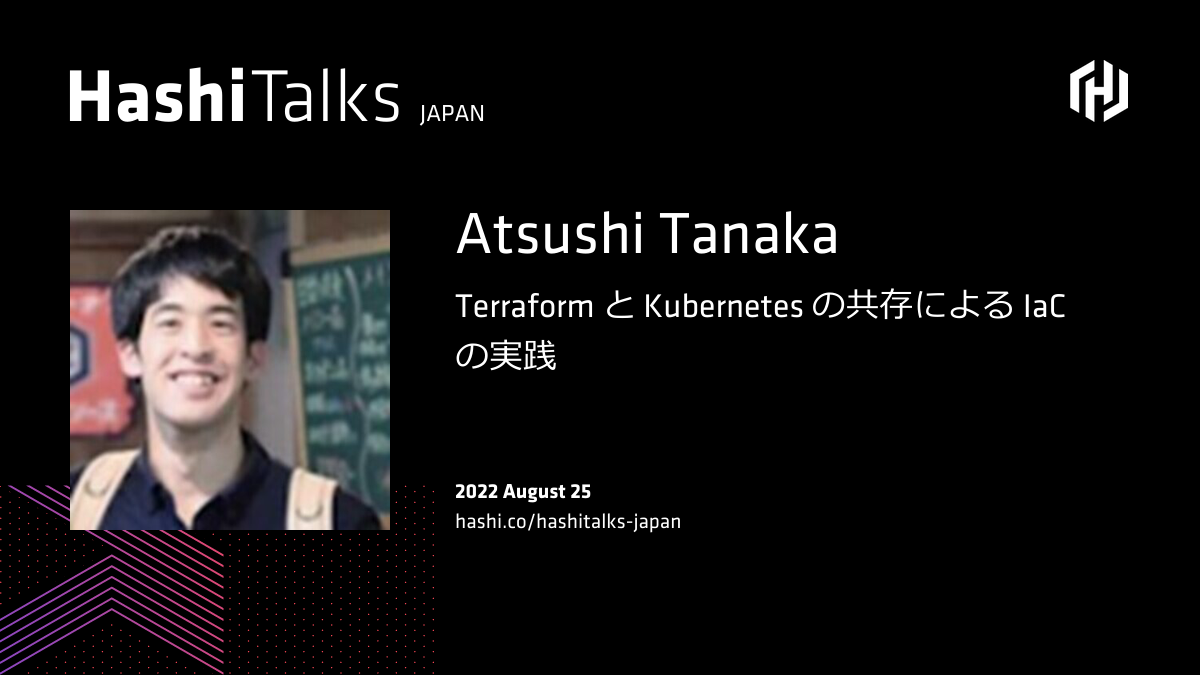 HashiTalks JAPAN
Atsushi Tanaka
Terraform と Kubernetes の共存による IaC
の実践
2022 August 25
hashi.co/hashitalks-japan